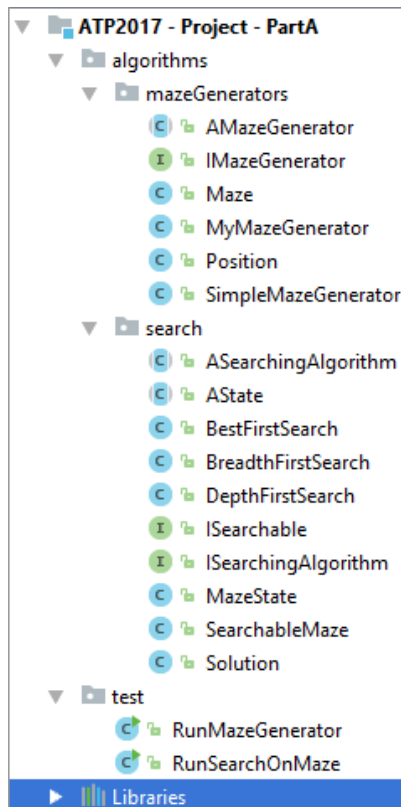 ATP2017 - Project - PartA
algorithms
mazeGenerators
C AMazeGenerator
I IMazeGenerator
C Maze
C MyMazeGenerator
C Position
C SimpleMazeGenerator
search
C ASearchingAlgorithm
C AState
C BestFirstSearch
C BreadthFirstSearch
C DepthFirstSearch
I ISearchable
I ISearchingAlgorithm
C MazeState
C SearchableMaze
C Solution
test
C RunMazeGenerator
C RunSearchOnMaze
Libraries